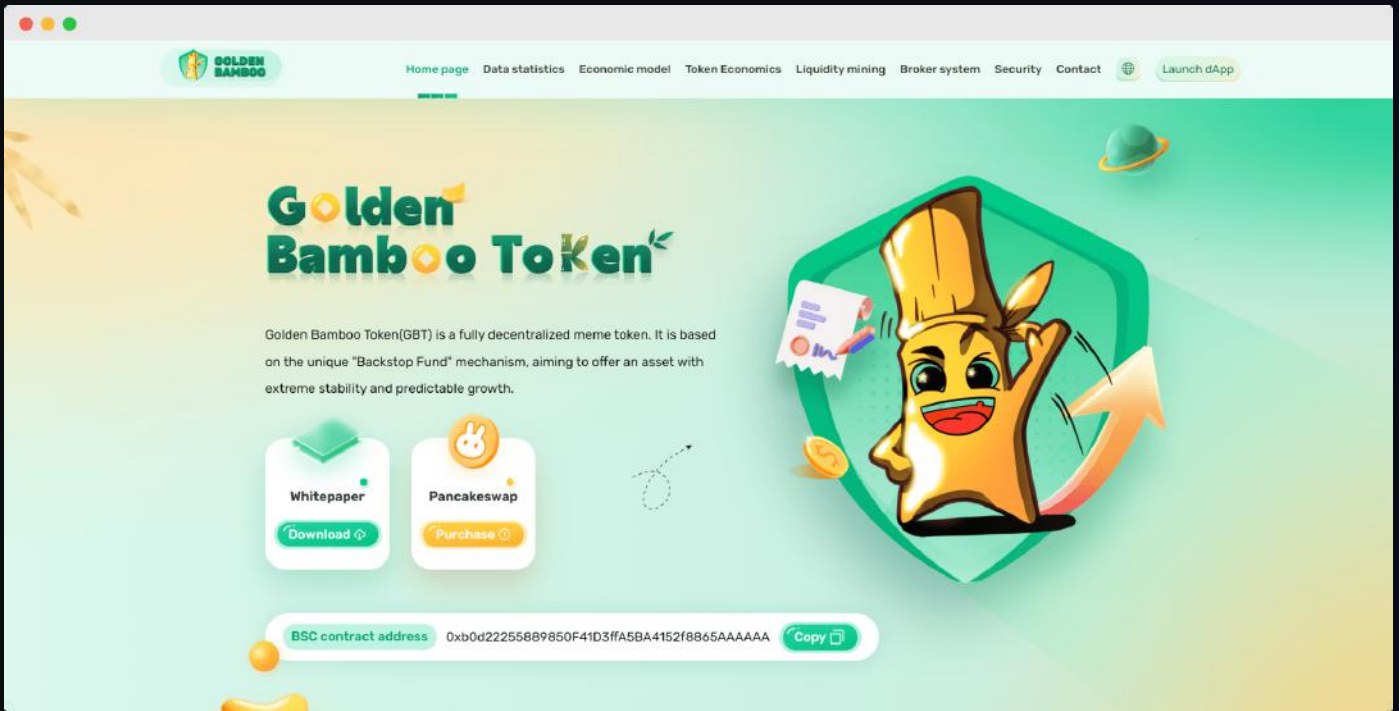 GOLDEN
BAMBOO
Home page Data statistics Economic model Token Economics Liquidity mining Broker system Security Contact Launch dApp
Golden
Bamboo Token
Golden Bamboo Token(GBT) is a fully decentralized meme token. It is based
on the unique "Backstop Fund" mechanism, aiming to offer an asset with
extreme stability and predictable growth.
Whitepaper
Download
Pancakeswap
Purchase
BSC contract address 0xb0d22255889850F41D3ffA5BA4152f8865AAAAAA Copy